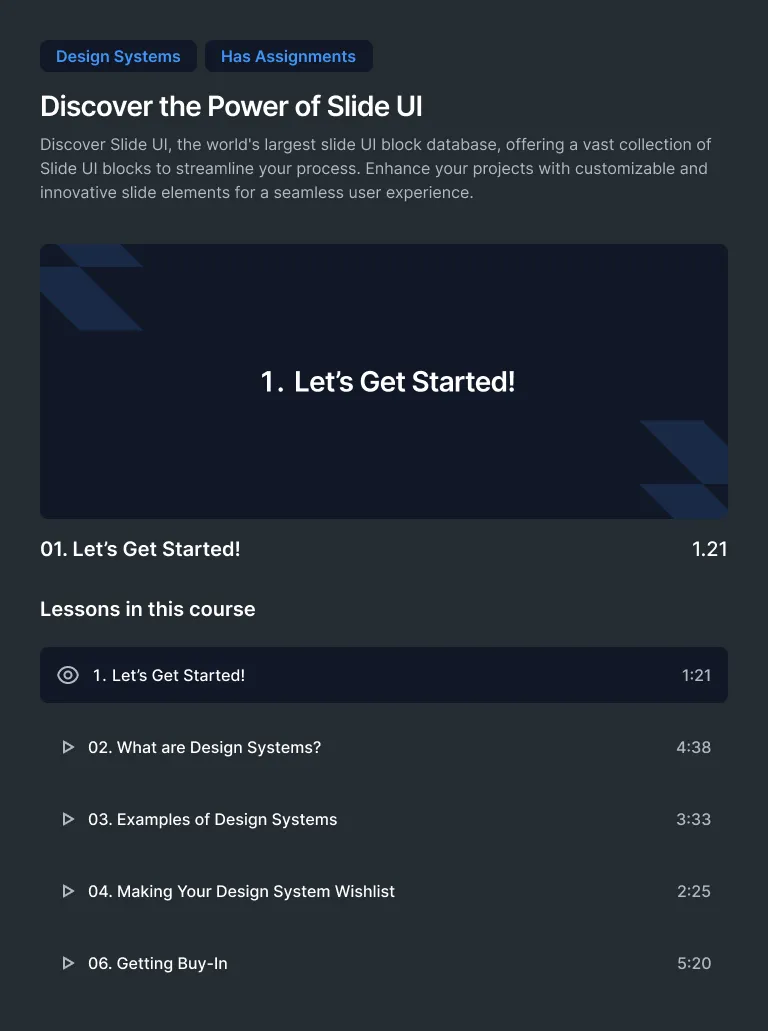 Design Systems Has Assignments
Discover the Power of Slide UI
Discover Slide UI, the world's largest slide UI block database, offering a vast collection of
Slide UI blocks to streamline your process. Enhance your projects with customizable and
innovative slide elements for a seamless user experience.
1. Let’s Get Started!
01. Let’s Get Started! 1.21
Lessons in this course
1. Let’s Get Started! 1:21
02. What are Design Systems? 4:38
03. Examples of Design Systems 3:33
04. Making Your Design System Wishlist 2:25
06. Getting Buy-In 5:20